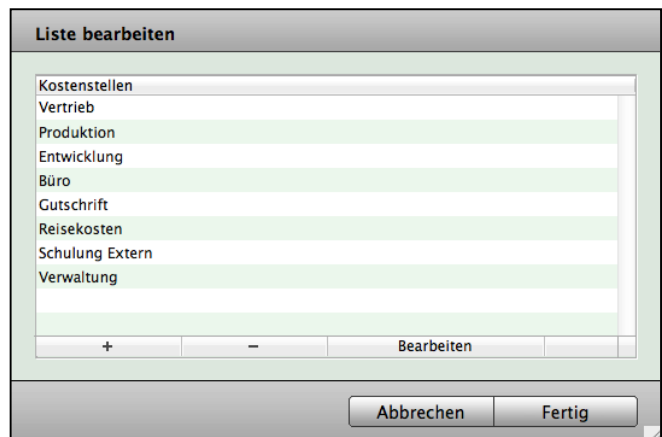 Liste bearbeiten
Kostenstellen
Vertrieb
Produktion
Entwicklung
Büro
Gutschrift
Reisekosten
Schulung Extern
Verwaltung
+ − Bearbeiten
Abbrechen Fertig